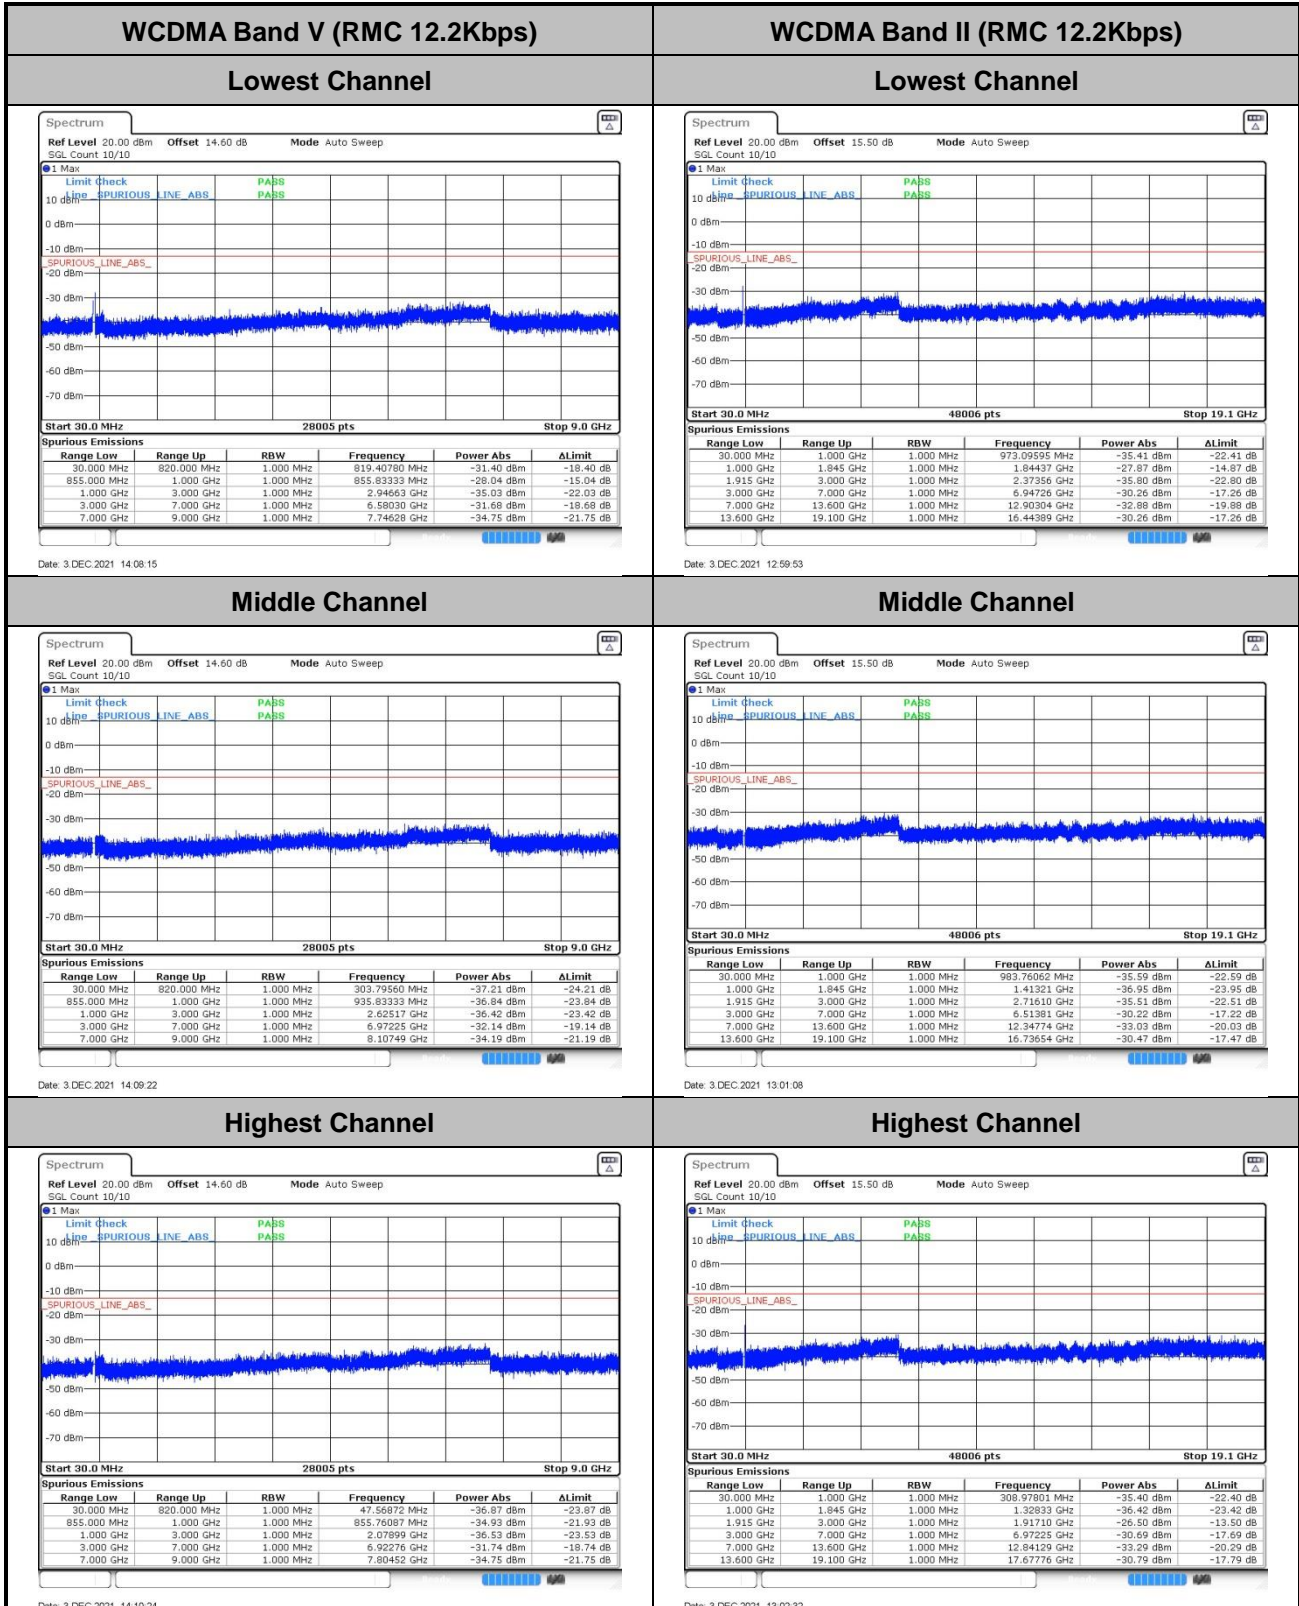 WCDMA Band V (RMC 12.2Kbps) WCDMA Band II (RMC 12.2Kbps)
Lowest Channel Lowest Channel
Spectrum
Ref Level 20.00 dBm Offset 14.60 dB Mode Auto Sweep
SGL Count 10/10
1 Max
Limit Check PASS
10 dBm Line _SPURIOUS_LINE_ABS_ PASS
0 dBm
-10 dBm
_SPURIOUS_LINE_ABS_
-20 dBm
-30 dBm
-50 dBm
-60 dBm
-70 dBm
Start 30.0 MHz 28005 pts Stop 9.0 GHz
Spurious Emissions
Range Low Range Up RBW Frequency Power Abs ΔLimit
30.000 MHz 820.000 MHz 1.000 MHz 819.40780 MHz -31.40 dBm -18.40 dB
855.000 MHz 1.000 GHz 1.000 MHz 855.83333 MHz -28.04 dBm -15.04 dB
1.000 GHz 3.000 GHz 1.000 MHz 2.94663 GHz -35.03 dBm -22.03 dB
3.000 GHz 7.000 GHz 1.000 MHz 6.58030 GHz -31.68 dBm -18.68 dB
7.000 GHz 9.000 GHz 1.000 MHz 7.74628 GHz -34.75 dBm -21.75 dB
Date: 3.DEC.2021 14:08:15
Spectrum
Ref Level 20.00 dBm Offset 15.50 dB Mode Auto Sweep
SGL Count 10/10
1 Max
Limit Check PASS
10 dBm Line _SPURIOUS_LINE_ABS_ PASS
0 dBm
-10 dBm
_SPURIOUS_LINE_ABS_
-20 dBm
-30 dBm
-50 dBm
-60 dBm
-70 dBm
Start 30.0 MHz 48006 pts Stop 19.1 GHz
Spurious Emissions
Range Low Range Up RBW Frequency Power Abs ΔLimit
30.000 MHz 1.000 GHz 1.000 MHz 973.09595 MHz -35.41 dBm -22.41 dB
1.000 GHz 1.845 GHz 1.000 MHz 1.84437 GHz -27.87 dBm -14.87 dB
1.915 GHz 3.000 GHz 1.000 MHz 2.37356 GHz -35.80 dBm -22.80 dB
3.000 GHz 7.000 GHz 1.000 MHz 6.94726 GHz -30.26 dBm -17.26 dB
7.000 GHz 13.600 GHz 1.000 MHz 12.90304 GHz -32.88 dBm -19.88 dB
13.600 GHz 19.100 GHz 1.000 MHz 16.44389 GHz -30.26 dBm -17.26 dB
Date: 3.DEC.2021 12:59:53
Middle Channel Middle Channel
Spectrum
Ref Level 20.00 dBm Offset 14.60 dB Mode Auto Sweep
SGL Count 10/10
1 Max
Limit Check PASS
10 dBm Line _SPURIOUS_LINE_ABS_ PASS
0 dBm
-10 dBm
_SPURIOUS_LINE_ABS_
-20 dBm
-30 dBm
-50 dBm
-60 dBm
-70 dBm
Start 30.0 MHz 28005 pts Stop 9.0 GHz
Spurious Emissions
Range Low Range Up RBW Frequency Power Abs ΔLimit
30.000 MHz 820.000 MHz 1.000 MHz 303.79560 MHz -37.21 dBm -24.21 dB
855.000 MHz 1.000 GHz 1.000 MHz 935.83333 MHz -36.84 dBm -23.84 dB
1.000 GHz 3.000 GHz 1.000 MHz 2.62517 GHz -36.42 dBm -23.42 dB
3.000 GHz 7.000 GHz 1.000 MHz 6.97225 GHz -32.14 dBm -19.14 dB
7.000 GHz 9.000 GHz 1.000 MHz 8.10749 GHz -34.19 dBm -21.19 dB
Date: 3.DEC.2021 14:09:22
Spectrum
Ref Level 20.00 dBm Offset 15.50 dB Mode Auto Sweep
SGL Count 10/10
1 Max
Limit Check PASS
10 dBm Line _SPURIOUS_LINE_ABS_ PASS
0 dBm
-10 dBm
_SPURIOUS_LINE_ABS_
-20 dBm
-30 dBm
-50 dBm
-60 dBm
-70 dBm
Start 30.0 MHz 48006 pts Stop 19.1 GHz
Spurious Emissions
Range Low Range Up RBW Frequency Power Abs ΔLimit
30.000 MHz 1.000 GHz 1.000 MHz 983.76062 MHz -35.59 dBm -22.59 dB
1.000 GHz 1.845 GHz 1.000 MHz 1.41321 GHz -36.95 dBm -23.95 dB
1.915 GHz 3.000 GHz 1.000 MHz 2.71610 GHz -35.51 dBm -22.51 dB
3.000 GHz 7.000 GHz 1.000 MHz 6.51381 GHz -30.22 dBm -17.22 dB
7.000 GHz 13.600 GHz 1.000 MHz 12.34774 GHz -33.03 dBm -20.03 dB
13.600 GHz 19.100 GHz 1.000 MHz 16.73654 GHz -30.47 dBm -17.47 dB
Date: 3.DEC.2021 13:01:08
Highest Channel Highest Channel
Spectrum
Ref Level 20.00 dBm Offset 14.60 dB Mode Auto Sweep
SGL Count 10/10
1 Max
Limit Check PASS
10 dBm Line _SPURIOUS_LINE_ABS_ PASS
0 dBm
-10 dBm
_SPURIOUS_LINE_ABS_
-20 dBm
-30 dBm
-50 dBm
-60 dBm
-70 dBm
Start 30.0 MHz 28005 pts Stop 9.0 GHz
Spurious Emissions
Range Low Range Up RBW Frequency Power Abs ΔLimit
30.000 MHz 820.000 MHz 1.000 MHz 47.56872 MHz -36.87 dBm -23.87 dB
855.000 MHz 1.000 GHz 1.000 MHz 855.76087 MHz -34.93 dBm -21.93 dB
1.000 GHz 3.000 GHz 1.000 MHz 2.07899 GHz -36.53 dBm -23.53 dB
3.000 GHz 7.000 GHz 1.000 MHz 6.92276 GHz -31.74 dBm -18.74 dB
7.000 GHz 9.000 GHz 1.000 MHz 7.80452 GHz -34.75 dBm -21.75 dB
Date: 3.DEC.2021 14:10:24
Spectrum
Ref Level 20.00 dBm Offset 15.50 dB Mode Auto Sweep
SGL Count 10/10
1 Max
Limit Check PASS
10 dBm Line _SPURIOUS_LINE_ABS_ PASS
0 dBm
-10 dBm
_SPURIOUS_LINE_ABS_
-20 dBm
-30 dBm
-50 dBm
-60 dBm
-70 dBm
Start 30.0 MHz 48006 pts Stop 19.1 GHz
Spurious Emissions
Range Low Range Up RBW Frequency Power Abs ΔLimit
30.000 MHz 1.000 GHz 1.000 MHz 308.97801 MHz -35.40 dBm -22.40 dB
1.000 GHz 1.845 GHz 1.000 MHz 1.32833 GHz -36.42 dBm -23.42 dB
1.915 GHz 3.000 GHz 1.000 MHz 1.91710 GHz -26.50 dBm -13.50 dB
3.000 GHz 7.000 GHz 1.000 MHz 6.97225 GHz -30.69 dBm -17.69 dB
7.000 GHz 13.600 GHz 1.000 MHz 12.84129 GHz -33.29 dBm -20.29 dB
13.600 GHz 19.100 GHz 1.000 MHz 17.67776 GHz -30.79 dBm -17.79 dB
Date: 3.DEC.2021 13:02:32